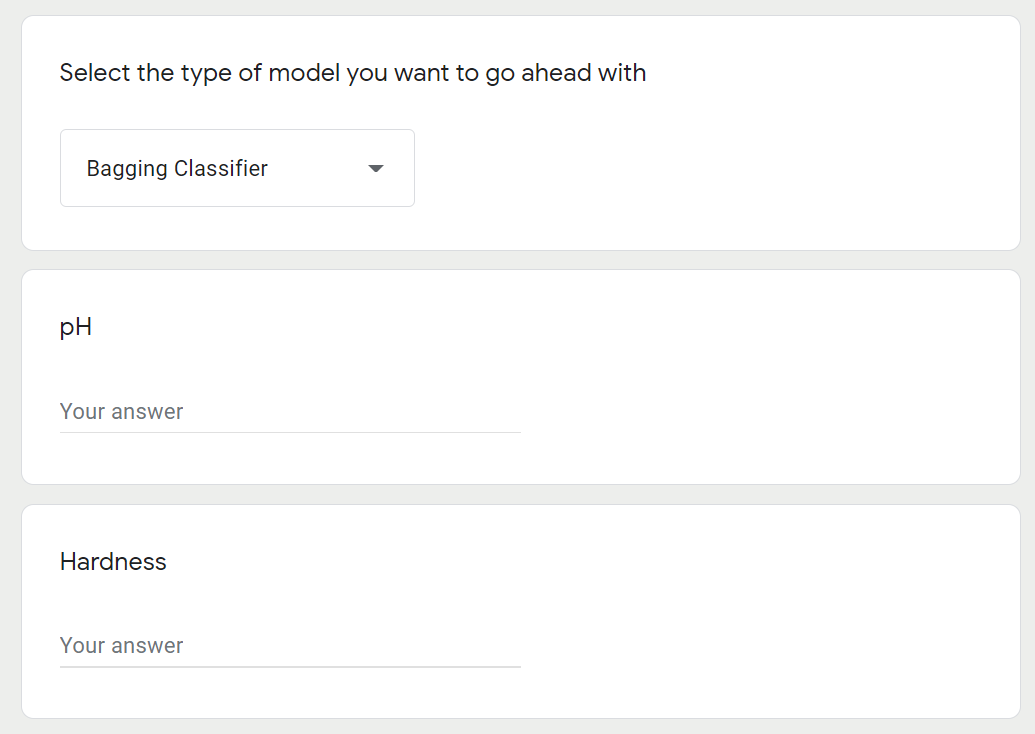 Select the type of model you want to go ahead with
Bagging Classifier
pH
Your answer
Hardness
Your answer